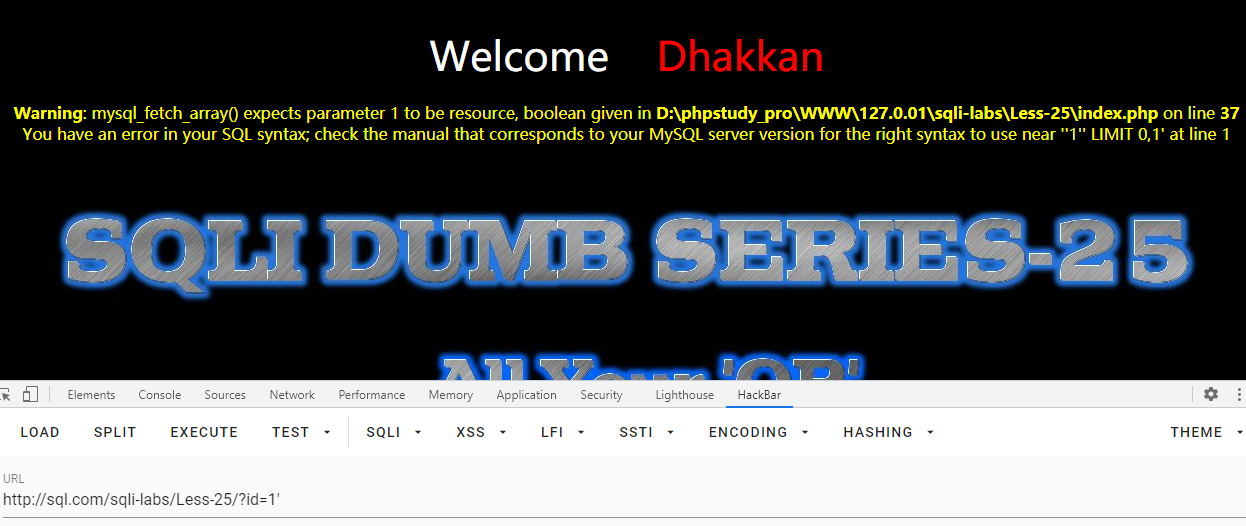 Welcome Dhakkan
Warning: mysql_fetch_array() expects parameter 1 to be resource, boolean given in D:\phpstudy_pro\WWW\127.0.01\sqli-labs\Less-25\index.php on line 37
You have an error in your SQL syntax; check the manual that corresponds to your MySQL server version for the right syntax to use near ''1'' LIMIT 0,1' at line 1
SQLI DUMB SERIES-25
All Your 'OR'
Elements Console Sources Network Performance Memory Application Security Lighthouse HackBar
LOAD SPLIT EXECUTE TEST SQLI XSS LFI SSTI ENCODING HASHING THEME
URL
http://sql.com/sqli-labs/Less-25/?id=1'